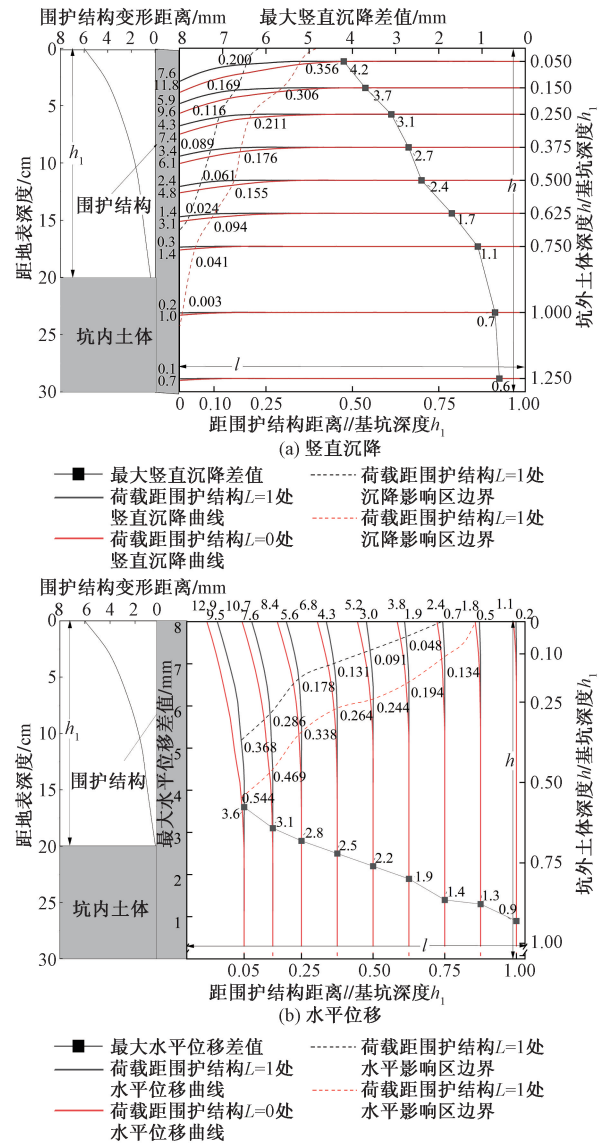 围护结构变形距离/mm
最大竖直沉降差值/mm
8 6 4 2 0
8 7 6 5 4 3 2 1 0
0
5
10
15
20
25
30
距地表深度/cm
h₁
围护结构
坑内土体
7.6
11.8
5.9
9.6
4.3
7.4
3.4
6.1
2.4
4.8
1.4
3.1
0.3
1.4
0.2
1.0
0.1
0.7
0.200
0.169
0.116
0.089
0.061
0.024
0.356
0.306
0.211
0.176
0.155
0.094
0.041
0.003
4.2
3.7
3.1
2.7
2.4
1.7
1.1
0.7
0.6
h
l
0.050
0.150
0.250
0.375
0.500
0.625
0.750
1.000
1.250
坑外土体深度h/基坑深度h₁
0 0.10 0.25 0.50 0.75 1.00
距围护结构距离l/基坑深度h₁
(a) 竖直沉降
最大竖直沉降差值
荷载距围护结构L=1处
竖直沉降曲线
荷载距围护结构L=0处
竖直沉降曲线
荷载距围护结构L=1处
沉降影响区边界
荷载距围护结构L=1处
沉降影响区边界
围护结构变形距离/mm
8 6 4 2 0
12.9 10.7 8.4 6.8 5.2 3.8 2.4 1.8 1.1
9.5 7.6 5.6 4.3 3.0 1.9 0.7 0.5 0.2
0
5
10
15
20
25
30
距地表深度/cm
h₁
围护结构
坑内土体
最大水平位移差值/mm
8
7
6
5
4
3
2
1
0.048
0.091
0.131
0.178
0.286
0.368
0.134
0.194
0.244
0.264
0.338
0.469
0.544
3.6
3.1
2.8
2.5
2.2
1.9
1.4
1.3
0.9
h
l
0
0.10
0.25
0.50
0.75
1.00
坑外土体深度h/基坑深度h₁
0.05 0.25 0.50 0.75 1.00
距围护结构距离l/基坑深度h₁
(b) 水平位移
最大水平位移差值
荷载距围护结构L=1处
水平位移曲线
荷载距围护结构L=0处
水平位移曲线
荷载距围护结构L=1处
水平影响区边界
荷载距围护结构L=1处
水平影响区边界